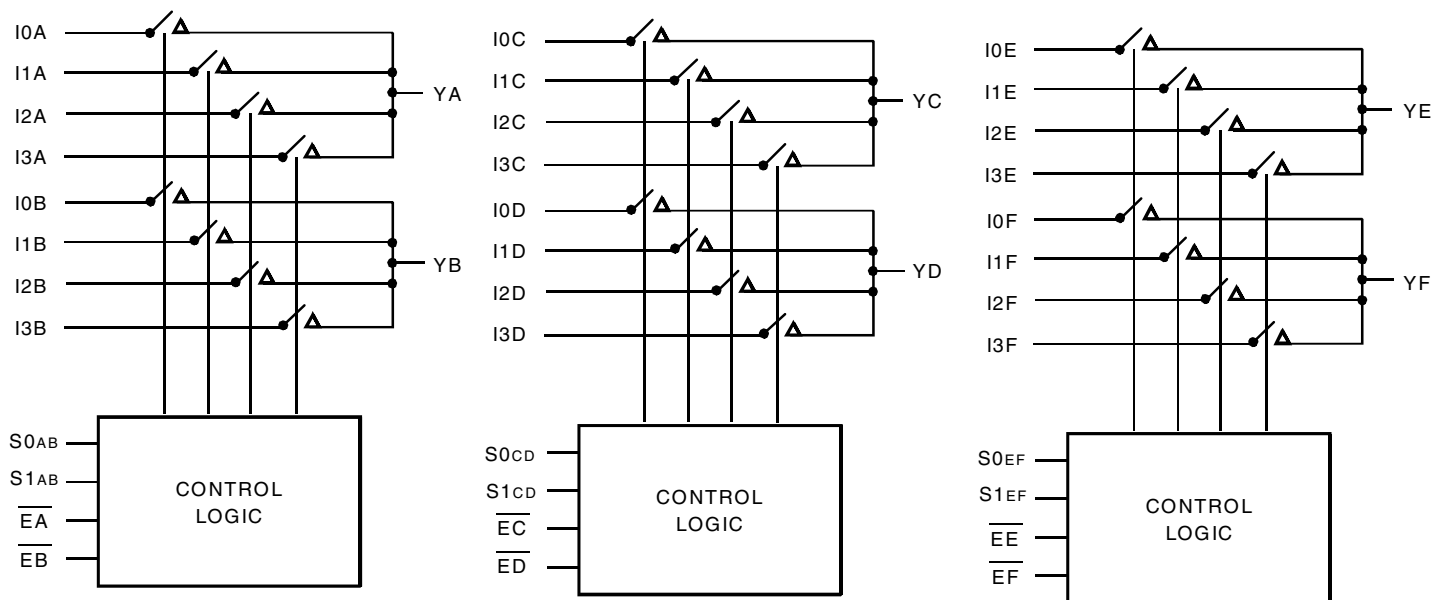 I0A
I1A
I2A
I3A
YA
I0B
I1B
I2B
I3B
YB
S0AB
S1AB
EA
EB
CONTROL
LOGIC
I0C
I1C
I2C
I3C
YC
I0D
I1D
I2D
I3D
YD
S0CD
S1CD
EC
ED
CONTROL
LOGIC
I0E
I1E
I2E
I3E
YE
I0F
I1F
I2F
I3F
YF
S0EF
S1EF
EE
EF
CONTROL
LOGIC